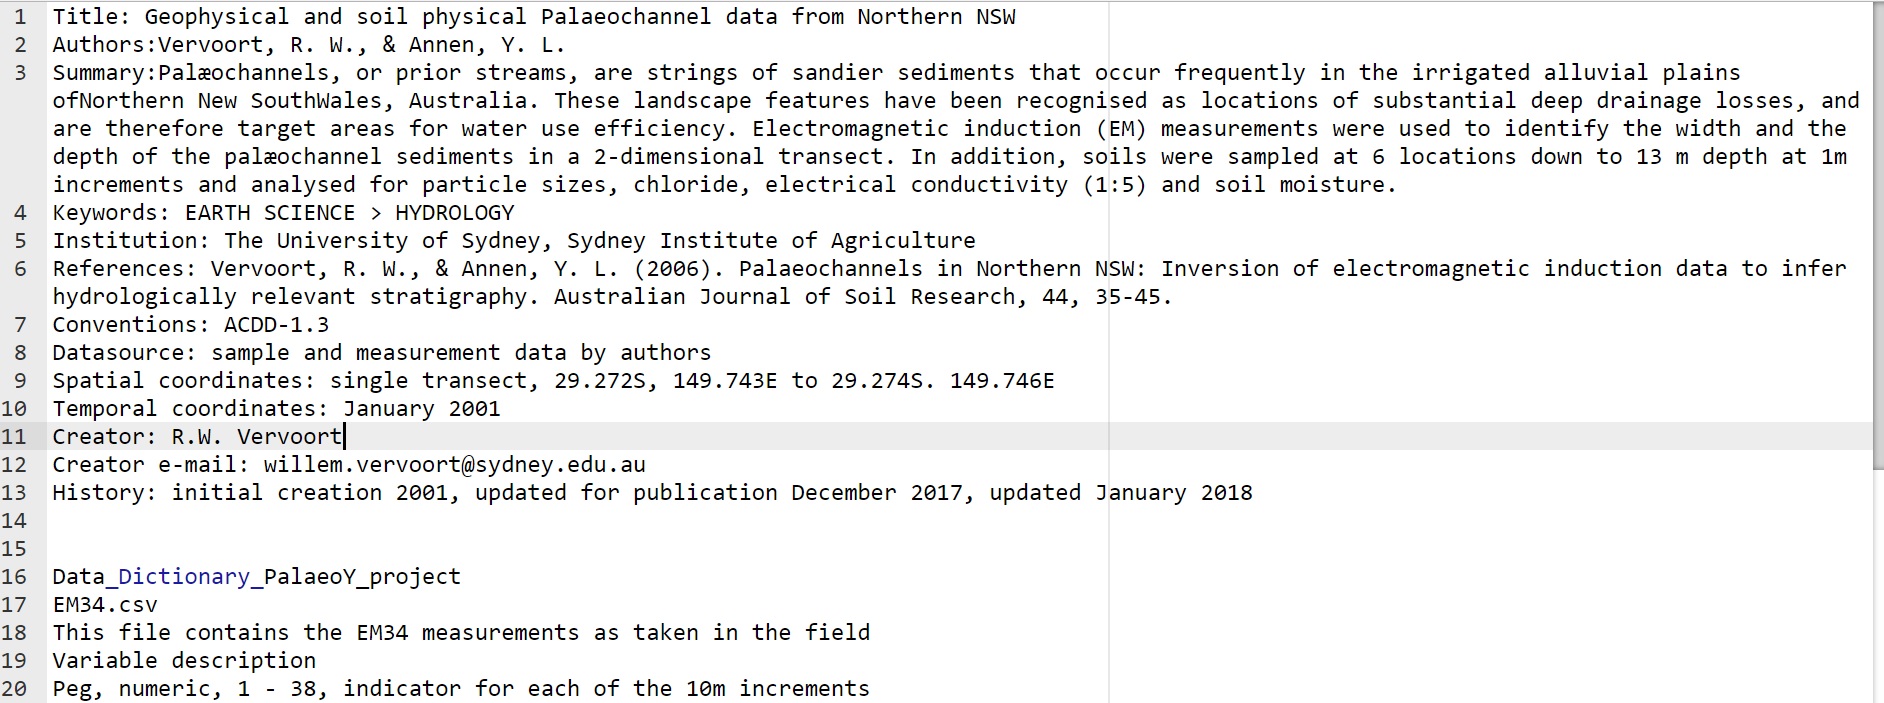 1 Title: Geophysical and soil physical Palaeochannel data from Northern NSW
2 Authors:Vervoort, R. W., & Annen, Y. L.
3 Summary:Palæochannels, or prior streams, are strings of sandier sediments that occur frequently in the irrigated alluvial plains
ofNorthern New SouthWales, Australia. These landscape features have been recognised as locations of substantial deep drainage losses, and
are therefore target areas for water use efficiency. Electromagnetic induction (EM) measurements were used to identify the width and the
depth of the palæochannel sediments in a 2-dimensional transect. In addition, soils were sampled at 6 locations down to 13 m depth at 1m
increments and analysed for particle sizes, chloride, electrical conductivity (1:5) and soil moisture.
4 Keywords: EARTH SCIENCE > HYDROLOGY
5 Institution: The University of Sydney, Sydney Institute of Agriculture
6 References: Vervoort, R. W., & Annen, Y. L. (2006). Palaeochannels in Northern NSW: Inversion of electromagnetic induction data to infer
hydrologically relevant stratigraphy. Australian Journal of Soil Research, 44, 35-45.
7 Conventions: ACDD-1.3
8 Datasource: sample and measurement data by authors
9 Spatial coordinates: single transect, 29.272S, 149.743E to 29.274S. 149.746E
10 Temporal coordinates: January 2001
11 Creator: R.W. Vervoort
12 Creator e-mail: willem.vervoort@sydney.edu.au
13 History: initial creation 2001, updated for publication December 2017, updated January 2018
14
15
16 Data_Dictionary_PalaeoY_project
17 EM34.csv
18 This file contains the EM34 measurements as taken in the field
19 Variable description
20 Peg, numeric, 1 - 38, indicator for each of the 10m increments